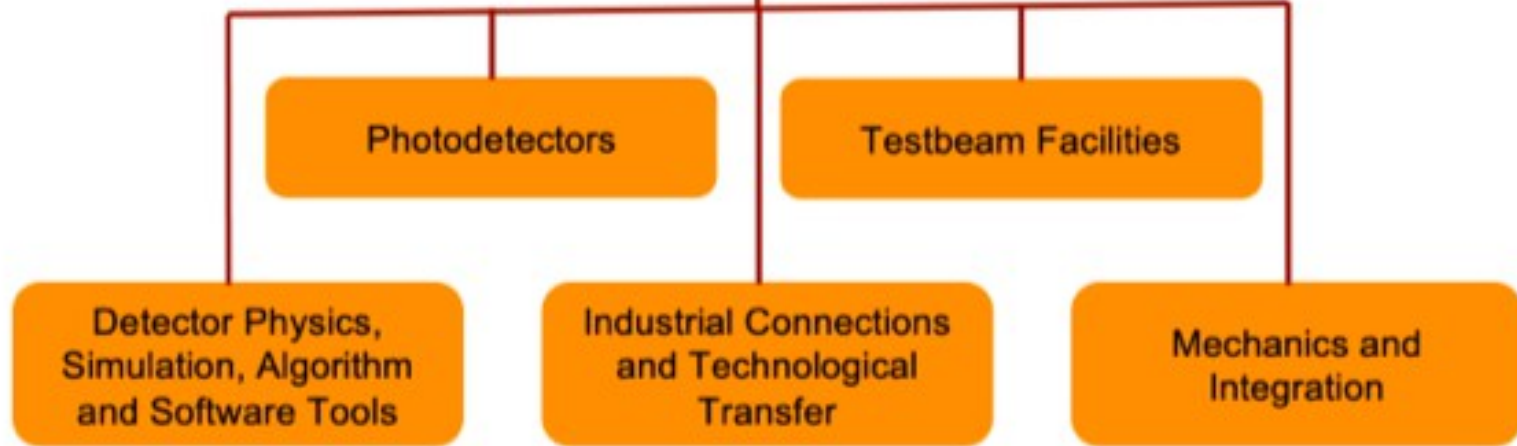 Photodetectors
Testbeam Facilities
Detector Physics,
Simulation, Algorithm
and Software Tools
Industrial Connections
and Technological
Transfer
Mechanics and
Integration